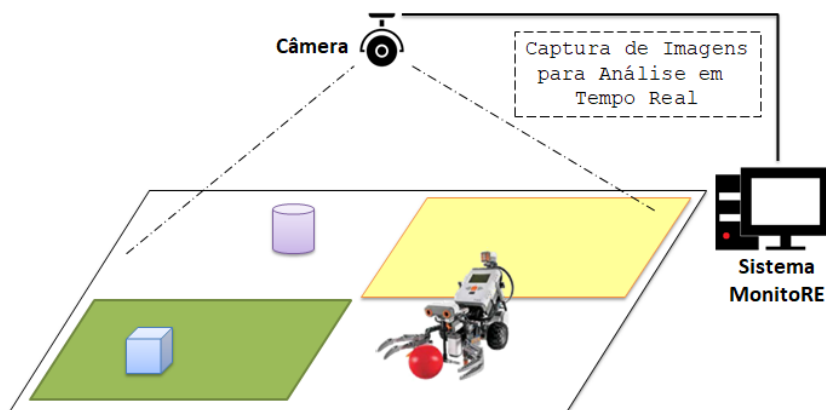 Câmera
Captura de Imagens
para Análise em
Tempo Real
Sistema
MonitoRE